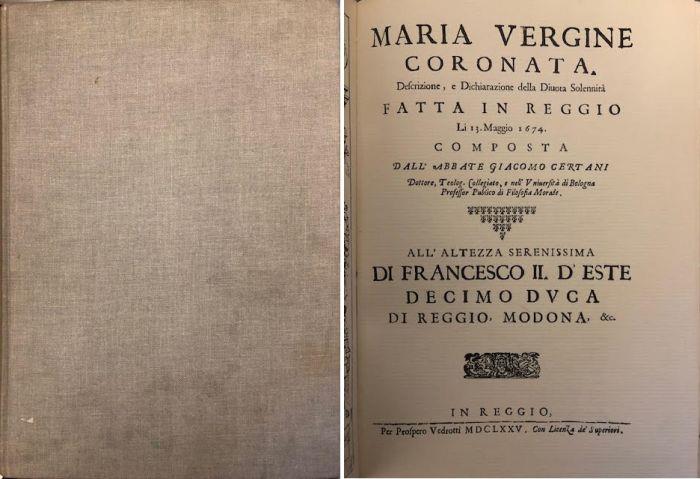 MARIA VERGINE
CORONATA.
Descrizione, e Dichiarazione della Diuota Solennità
FATTA IN REGGIO
Li 13. Maggio 1674.
COMPOSTA
DALL' ABBATE GIACOMO CERTANI
Dottore, Teolog. Collegiato, e nell' Vniuersità di Bologna
Professor Publico di Filosofia Morale.
ALL' ALTEZZA SERENISSIMA
DI FRANCESCO II. D' ESTE
DECIMO DVCA
DI REGGIO, MODONA, &c.
IN REGGIO,
Per Prospero Vedrotti MDCLXXV. Con Licenza de' Superiori.